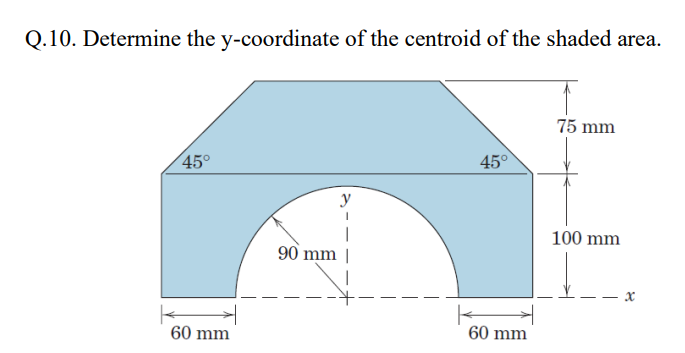 Q.10. Determine the y-coordinate of the centroid of the shaded area.
75 mm
45°
45°
y
100 mm
90 mm
x
60 mm
60 mm